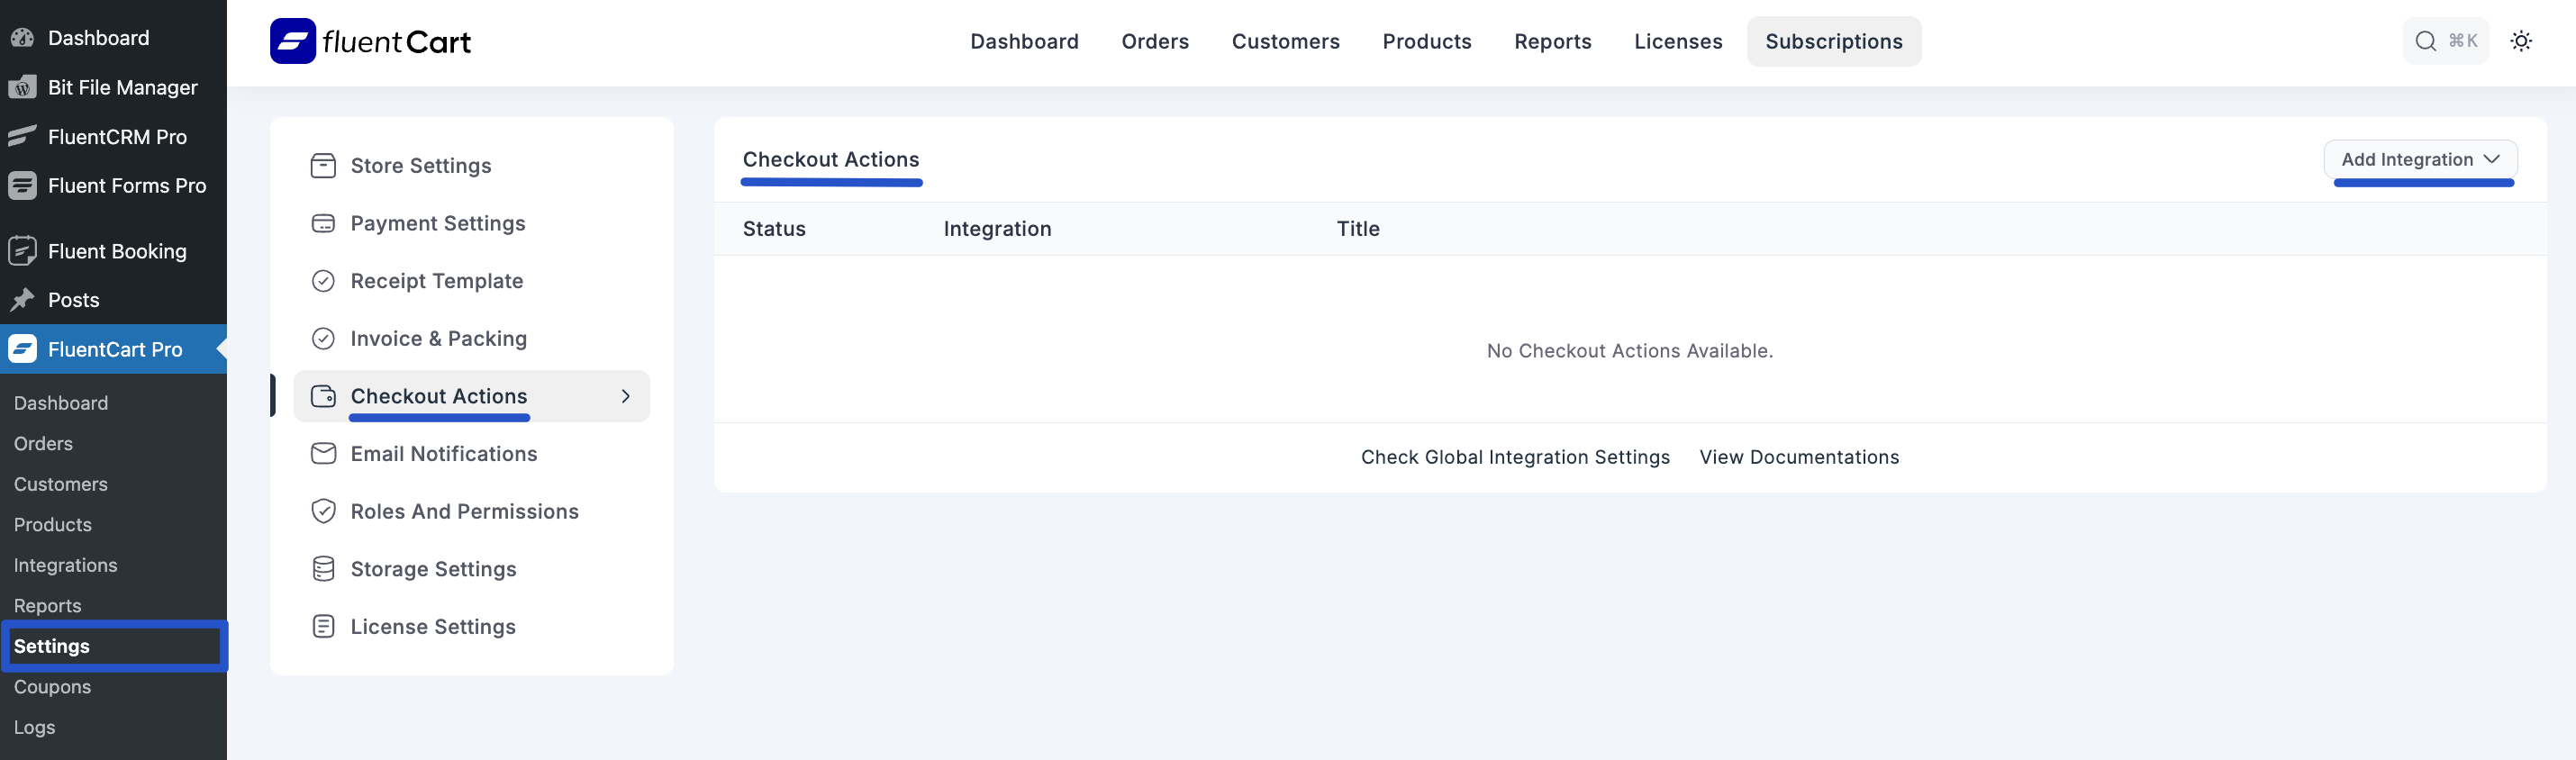 Dashboard
Bit File Manager
FluentCRM Pro
Fluent Forms Pro
Fluent Booking
Posts
FluentCart Pro
Dashboard
Orders
Customers
Products
Integrations
Reports
Settings
Coupons
Logs
fluentCart
Dashboard Orders Customers Products Reports Licenses Subscriptions
⌘K
Store Settings
Payment Settings
Receipt Template
Invoice & Packing
Checkout Actions
Email Notifications
Roles And Permissions
Storage Settings
License Settings
Checkout Actions
Add Integration
Status Integration Title
No Checkout Actions Available.
Check Global Integration Settings View Documentations